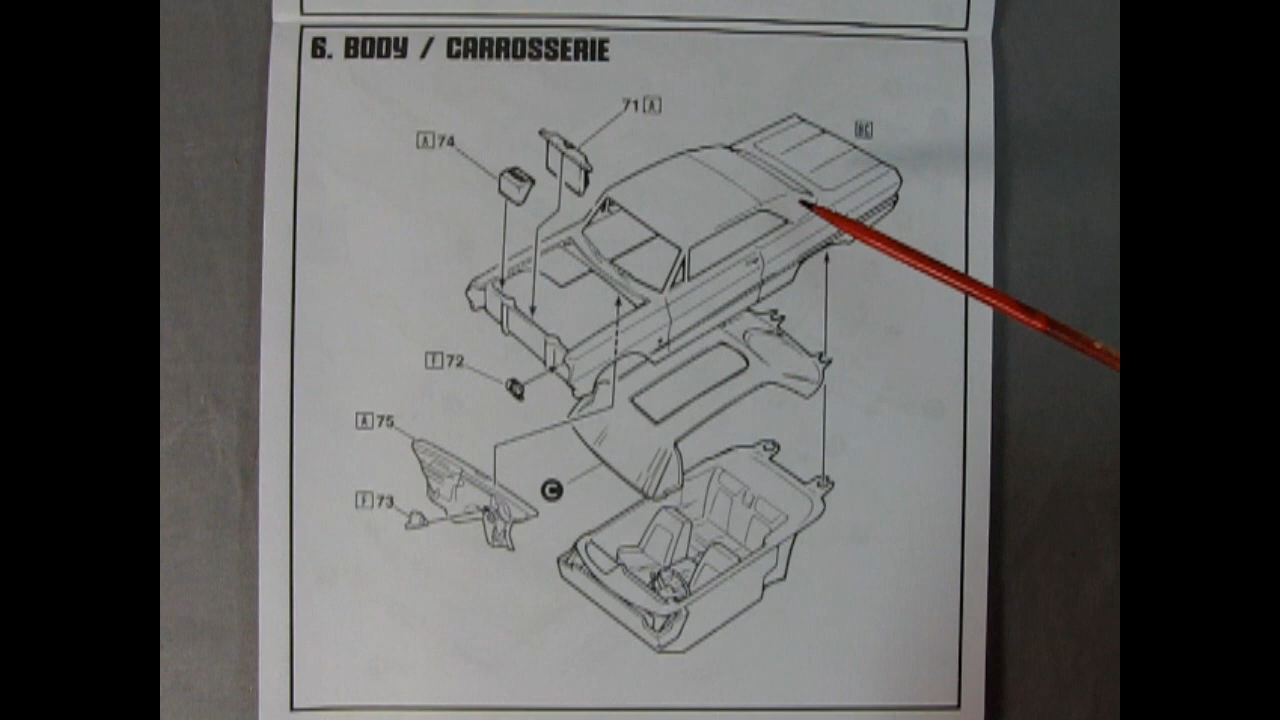 6. BODY / CARROSSERIE
71 A
A 74
BC
F 72
A 75
C
F 73